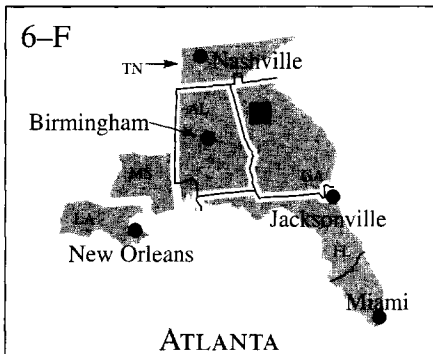 6–F
TN
Nashville
AL
Birmingham
MS
GA
LA
Jacksonville
New Orleans
FL
Miami
ATLANTA